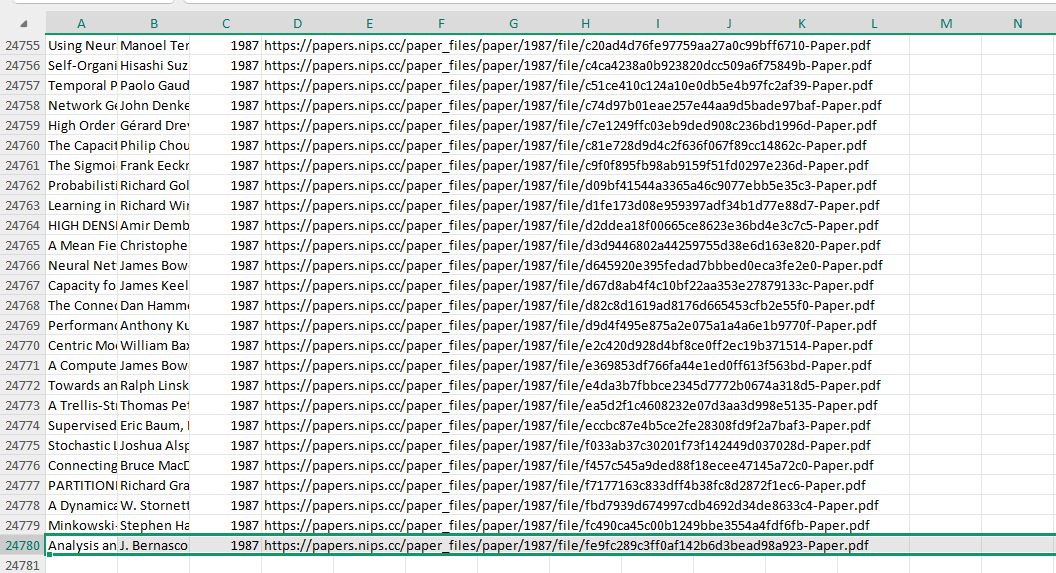 A B C D E F G H I J K L M N
24755 Using Neur Manoel Ter 1987 https://papers.nips.cc/paper_files/paper/1987/file/c20ad4d76fe97759aa27a0c99bff6710-Paper.pdf
24756 Self-Organi Hisashi Suz 1987 https://papers.nips.cc/paper_files/paper/1987/file/c4ca4238a0b923820dcc509a6f75849b-Paper.pdf
24757 Temporal P Paolo Gaud 1987 https://papers.nips.cc/paper_files/paper/1987/file/c51ce410c124a10e0db5e4b97fc2af39-Paper.pdf
24758 Network Ge John Denke 1987 https://papers.nips.cc/paper_files/paper/1987/file/c74d97b01eae257e44aa9d5bade97baf-Paper.pdf
24759 High Order Gérard Drey 1987 https://papers.nips.cc/paper_files/paper/1987/file/c7e1249ffc03eb9ded908c236bd1996d-Paper.pdf
24760 The Capacit Philip Chou 1987 https://papers.nips.cc/paper_files/paper/1987/file/c81e728d9d4c2f636f067f89cc14862c-Paper.pdf
24761 The Sigmoi Frank Eeckr 1987 https://papers.nips.cc/paper_files/paper/1987/file/c9f0f895fb98ab9159f51fd0297e236d-Paper.pdf
24762 Probabilisti Richard Gol 1987 https://papers.nips.cc/paper_files/paper/1987/file/d09bf41544a3365a46c9077ebb5e35c3-Paper.pdf
24763 Learning in Richard Wir 1987 https://papers.nips.cc/paper_files/paper/1987/file/d1fe173d08e959397adf34b1d77e88d7-Paper.pdf
24764 HIGH DENSI Amir Demb 1987 https://papers.nips.cc/paper_files/paper/1987/file/d2ddea18f00665ce8623e36bd4e3c7c5-Paper.pdf
24765 A Mean Fie Christophe 1987 https://papers.nips.cc/paper_files/paper/1987/file/d3d9446802a44259755d38e6d163e820-Paper.pdf
24766 Neural Net James Bow 1987 https://papers.nips.cc/paper_files/paper/1987/file/d645920e395fedad7bbbed0eca3fe2e0-Paper.pdf
24767 Capacity fo James Keel 1987 https://papers.nips.cc/paper_files/paper/1987/file/d67d8ab4f4c10bf22aa353e27879133c-Paper.pdf
24768 The Connec Dan Hamme 1987 https://papers.nips.cc/paper_files/paper/1987/file/d82c8d1619ad8176d665453cfb2e55f0-Paper.pdf
24769 Performanc Anthony Ku 1987 https://papers.nips.cc/paper_files/paper/1987/file/d9d4f495e875a2e075a1a4a6e1b9770f-Paper.pdf
24770 Centric Mod William Bax 1987 https://papers.nips.cc/paper_files/paper/1987/file/e2c420d928d4bf8ce0ff2ec19b371514-Paper.pdf
24771 A Compute James Bow 1987 https://papers.nips.cc/paper_files/paper/1987/file/e369853df766fa44e1ed0ff613f563bd-Paper.pdf
24772 Towards an Ralph Linsk 1987 https://papers.nips.cc/paper_files/paper/1987/file/e4da3b7fbbce2345d7772b0674a318d5-Paper.pdf
24773 A Trellis-Str Thomas Pet 1987 https://papers.nips.cc/paper_files/paper/1987/file/ea5d2f1c4608232e07d3aa3d998e5135-Paper.pdf
24774 Supervised Eric Baum, 1987 https://papers.nips.cc/paper_files/paper/1987/file/eccbc87e4b5ce2fe28308fd9f2a7baf3-Paper.pdf
24775 Stochastic L Joshua Alsp 1987 https://papers.nips.cc/paper_files/paper/1987/file/f033ab37c30201f73f142449d037028d-Paper.pdf
24776 Connecting Bruce MacD 1987 https://papers.nips.cc/paper_files/paper/1987/file/f457c545a9ded88f18ecee47145a72c0-Paper.pdf
24777 PARTITIONI Richard Gra 1987 https://papers.nips.cc/paper_files/paper/1987/file/f7177163c833dff4b38fc8d2872f1ec6-Paper.pdf
24778 A Dynamica W. Stornett 1987 https://papers.nips.cc/paper_files/paper/1987/file/fbd7939d674997cdb4692d34de8633c4-Paper.pdf
24779 Minkowski- Stephen Ha 1987 https://papers.nips.cc/paper_files/paper/1987/file/fc490ca45c00b1249bbe3554a4fdf6fb-Paper.pdf
24780 Analysis an J. Bernasco 1987 https://papers.nips.cc/paper_files/paper/1987/file/fe9fc289c3ff0af142b6d3bead98a923-Paper.pdf
24781